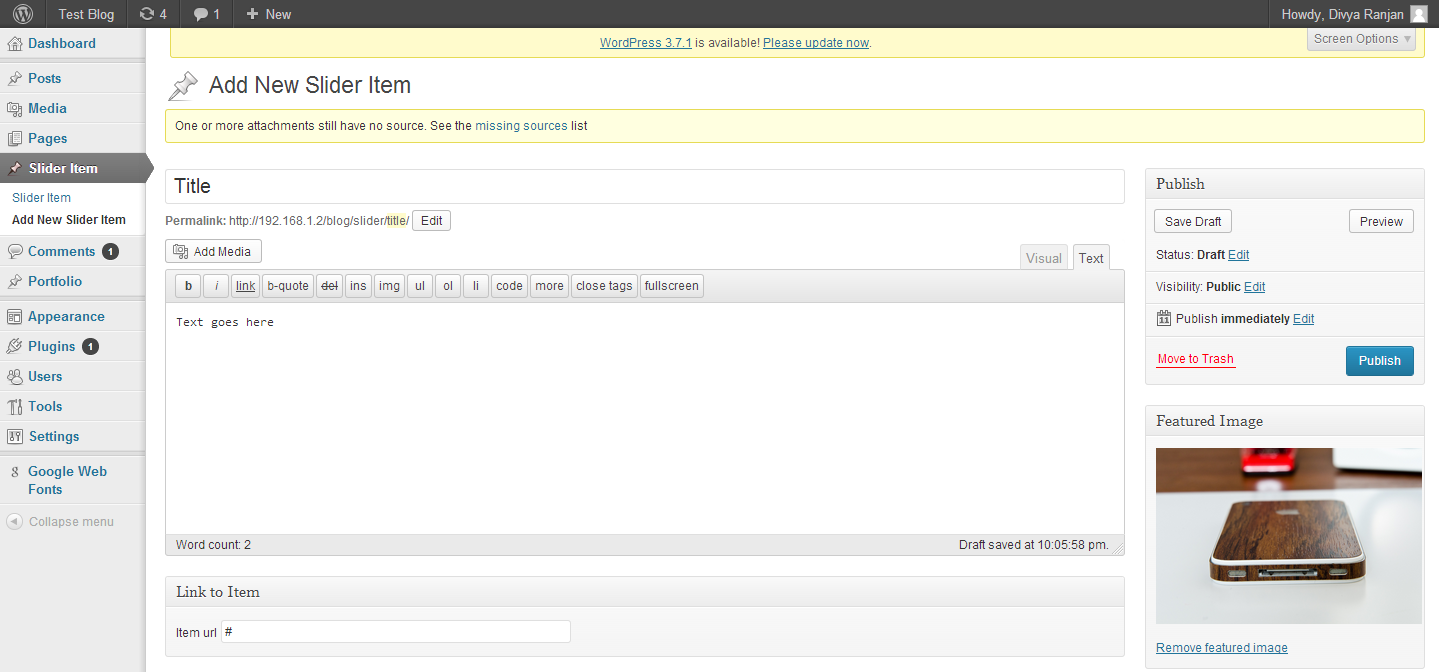 Test Blog 4 1 New Howdy, Divya Ranjan
WordPress 3.7.1 is available! Please update now.
Screen Options
Dashboard
Posts
Media
Pages
Slider Item
Slider Item
Add New Slider Item
Comments 1
Portfolio
Appearance
Plugins 1
Users
Tools
Settings
Google Web
Fonts
Collapse menu
Add New Slider Item
One or more attachments still have no source. See the missing sources list
Title
Permalink: http://192.168.1.2/blog/slider/title/ Edit
Add Media
Visual Text
b i link b-quote del ins img ul ol li code more close tags fullscreen
Text goes here
Word count: 2 Draft saved at 10:05:58 pm.
Link to Item
Item url #
Publish
Save Draft Preview
Status: Draft Edit
Visibility: Public Edit
11 Publish immediately Edit
Move to Trash Publish
Featured Image
Remove featured image